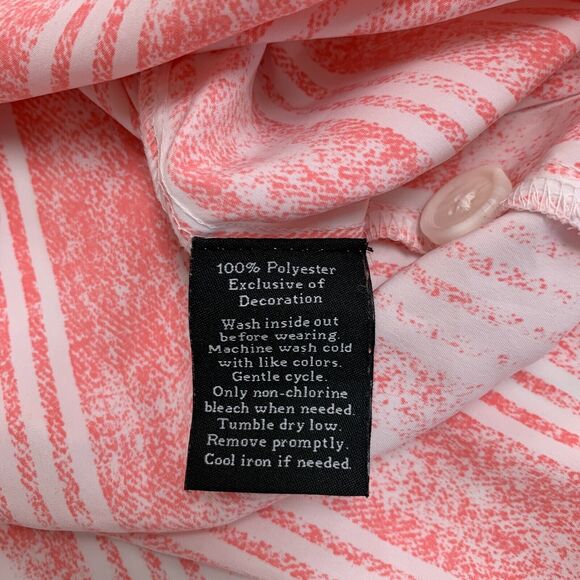 100% Polyester
Exclusive of
Decoration
Wash inside out
before wearing.
Machine wash cold
with like colors.
Gentle cycle.
Only non-chlorine
bleach when needed.
Tumble dry low.
Remove promptly.
Cool iron if needed.